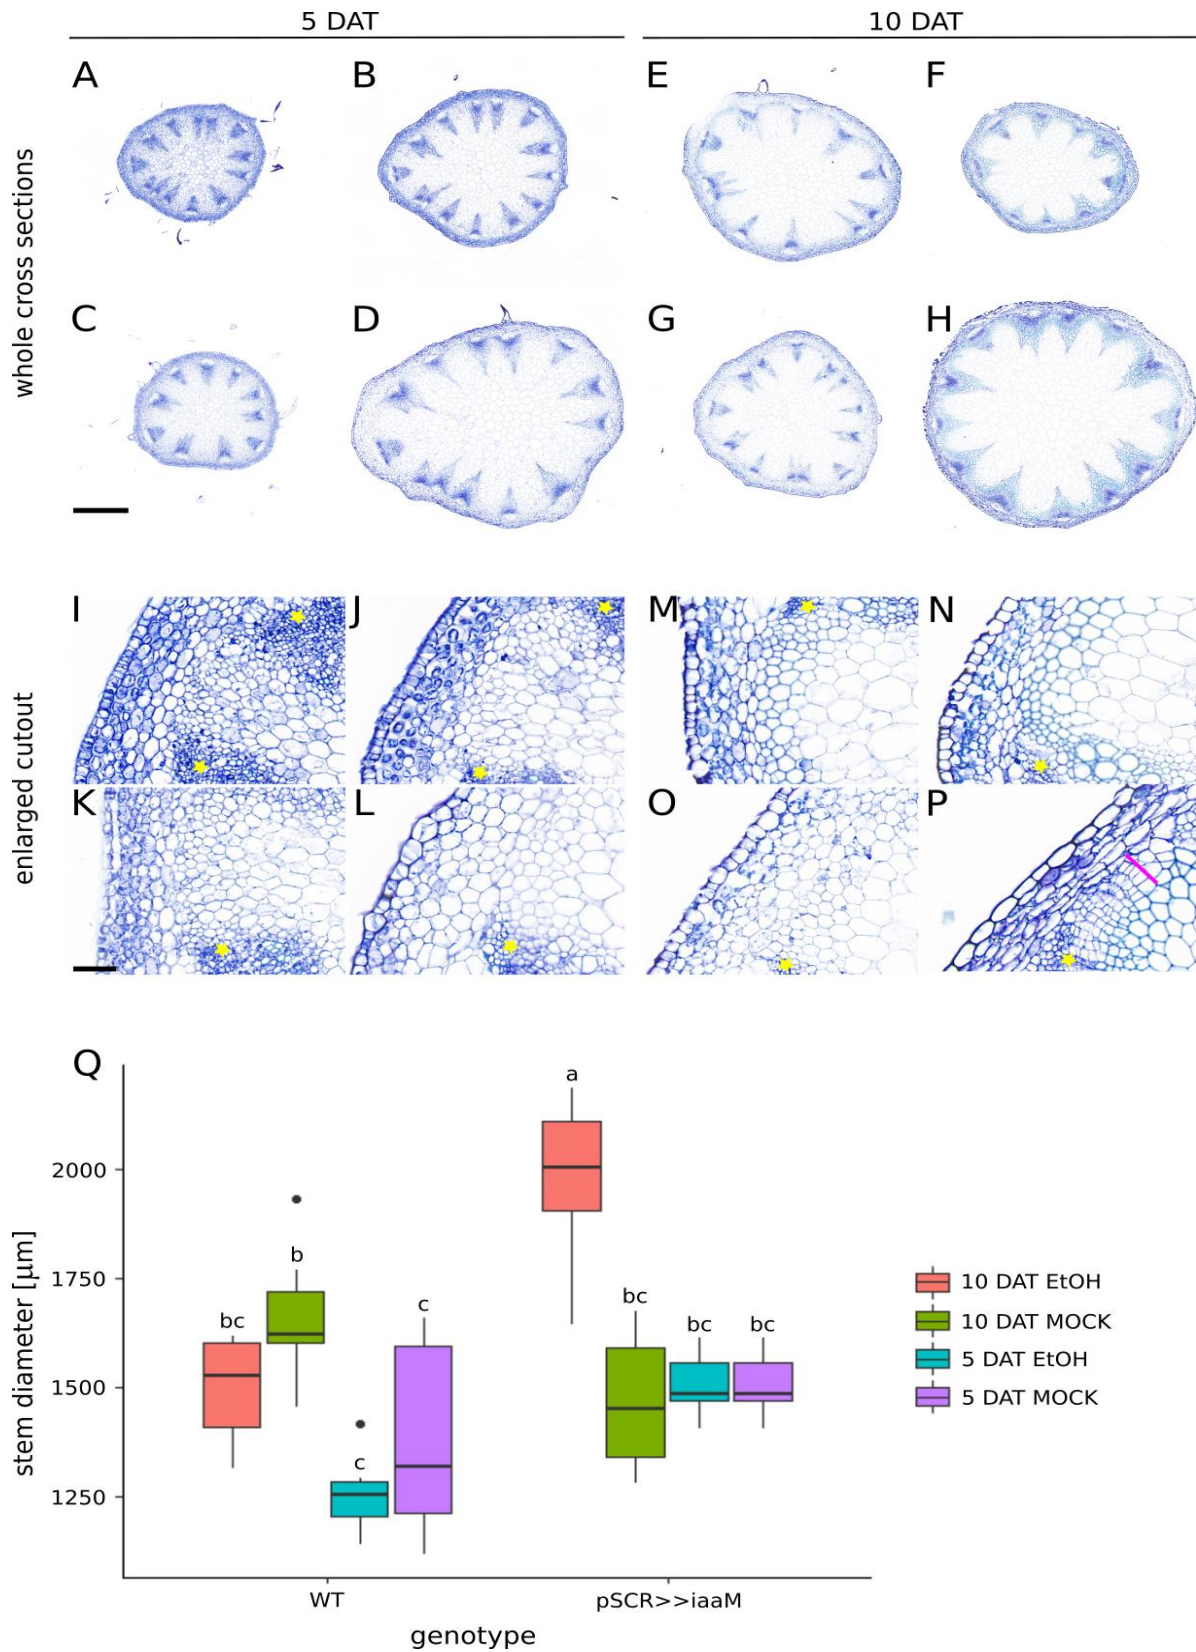 5 DAT
10 DAT
whole cross sections
A
B
E
F
C
D
G
H
enlarged cutout
I
J
M
N
K
L
O
P
Q
stem diameter [µm]
2000
1750
1500
1250
bc
b
c
c
a
bc
bc
bc
WT
pSCR>>iaaM
genotype
10 DAT EtOH
10 DAT MOCK
5 DAT EtOH
5 DAT MOCK